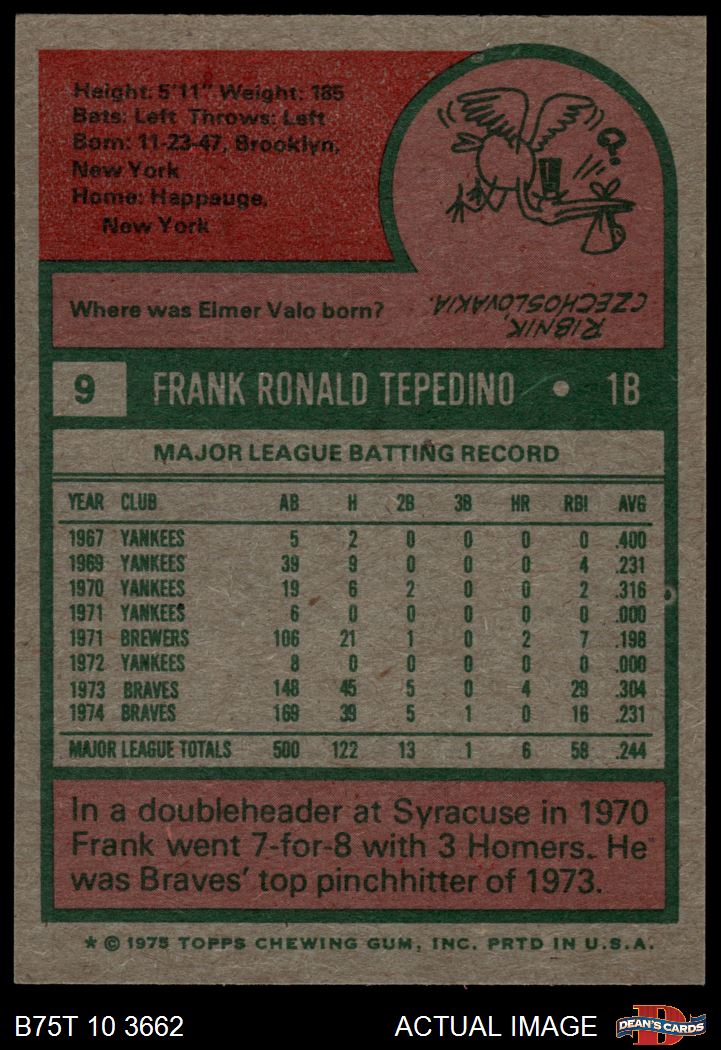 Height: 5'11" Weight: 185
Bats: Left Throws: Left
Born: 11-23-47, Brooklyn,
New York
Home: Happauge,
New York
Q.
Where was Elmer Valo born?
RIBNIK,
CZECHOSLOVAKIA.
9 FRANK RONALD TEPEDINO • 1B
MAJOR LEAGUE BATTING RECORD
YEAR CLUB AB H 2B 3B HR RBI AVG
1967 YANKEES 5 2 0 0 0 0 .400
1969 YANKEES 39 9 0 0 0 4 .231
1970 YANKEES 19 6 2 0 0 2 .316
1971 YANKEES 6 0 0 0 0 0 .000
1971 BREWERS 106 21 1 0 2 7 .198
1972 YANKEES 8 0 0 0 0 0 .000
1973 BRAVES 148 45 5 0 4 29 .304
1974 BRAVES 169 39 5 1 0 16 .231
MAJOR LEAGUE TOTALS 500 122 13 1 6 58 .244
In a doubleheader at Syracuse in 1970
Frank went 7-for-8 with 3 Homers. He
was Braves' top pinchhitter of 1973.
* © 1975 TOPPS CHEWING GUM, INC. PRTD IN U.S.A.
B75T 10 3662 ACTUAL IMAGE D DEAN'S CARDS